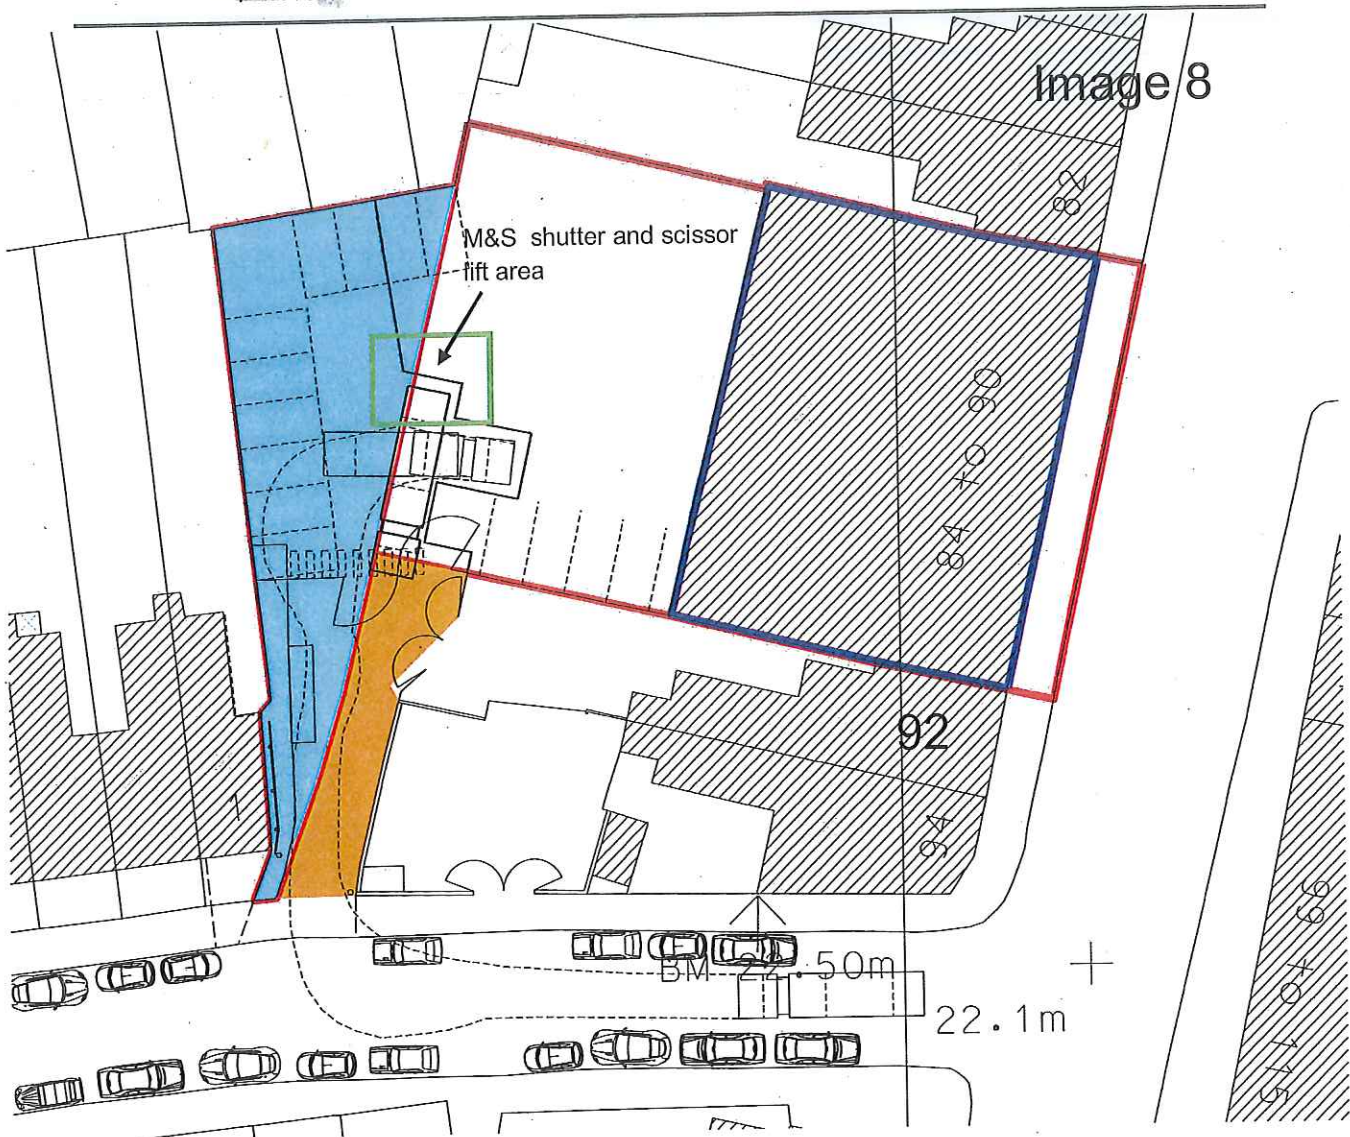 Image 8
82
M&S shutter and scissor
lift area
84 to 90
92
94
1
BM 22.50m
22.1m
99 to 115